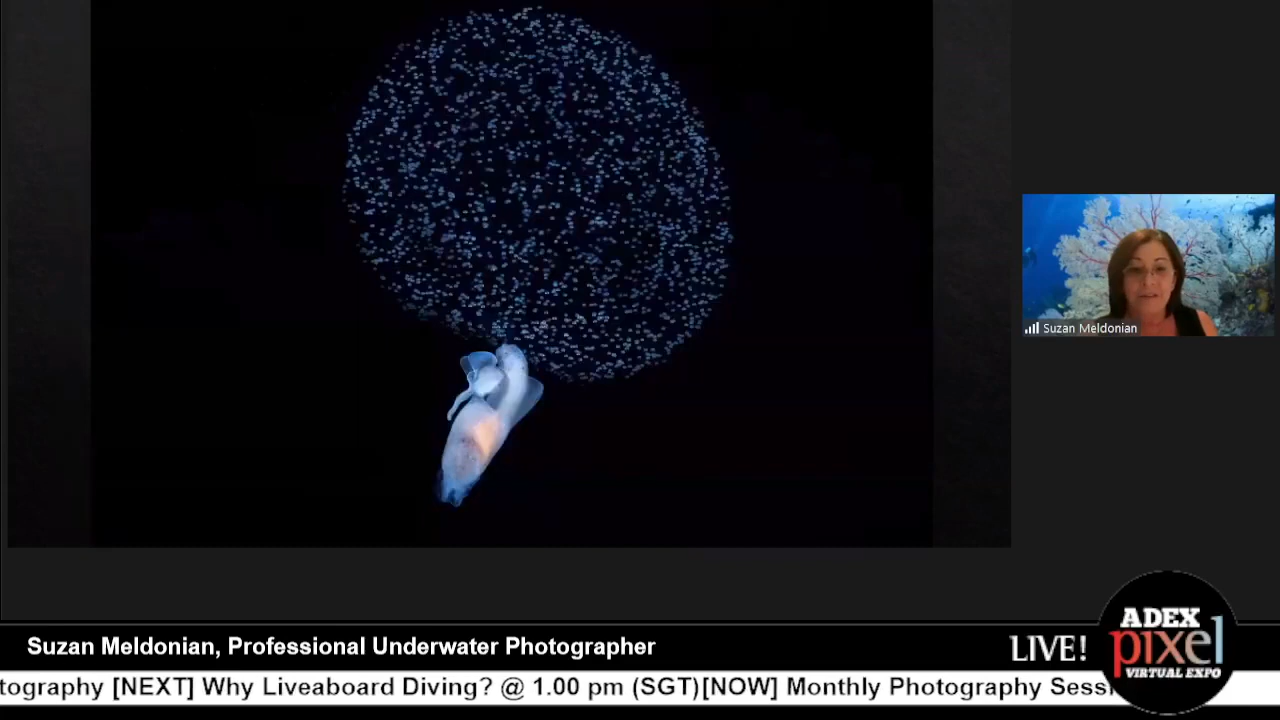 Suzan Meldonian
Suzan Meldonian, Professional Underwater Photographer
LIVE!
ADEX
pixel
VIRTUAL EXPO
tography [NEXT] Why Liveaboard Diving? @ 1.00 pm (SGT)[NOW] Monthly Photography Sessi